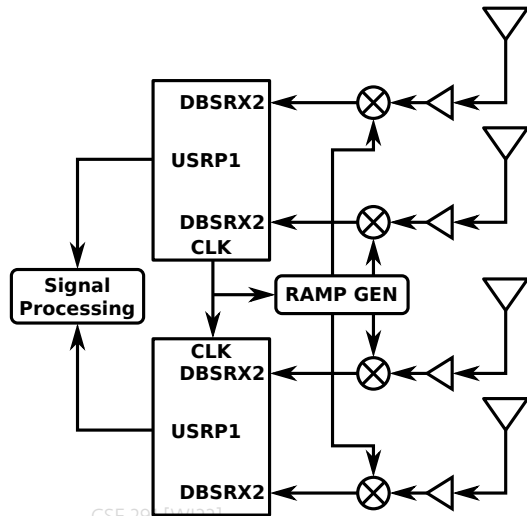 DBSRX2
USRP1
DBSRX2
CLK
Signal
Processing
RAMP GEN
CLK
DBSRX2
USRP1
DBSRX2